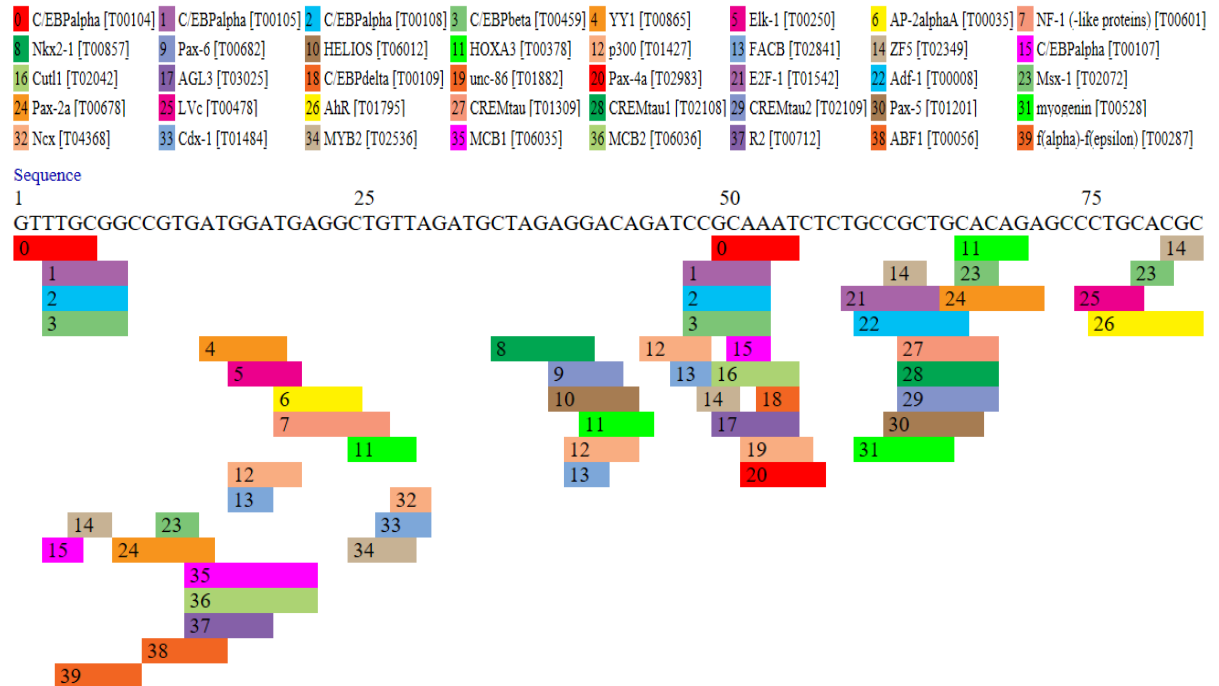 0 C/EBPalpha [T00104] 1 C/EBPalpha [T00105] 2 C/EBPalpha [T00108] 3 C/EBPbeta [T00459] 4 YY1 [T00865] 5 Elk-1 [T00250] 6 AP-2alphaA [T00035] 7 NF-1 (-like proteins) [T00601]
8 Nkx2-1 [T00857] 9 Pax-6 [T00682] 10 HELIOS [T06012] 11 HOXA3 [T00378] 12 p300 [T01427] 13 FACB [T02841] 14 ZF5 [T02349] 15 C/EBPalpha [T00107]
16 Cutl1 [T02042] 17 AGL3 [T03025] 18 C/EBPdelta [T00109] 19 unc-86 [T01882] 20 Pax-4a [T02983] 21 E2F-1 [T01542] 22 Adf-1 [T00008] 23 Msx-1 [T02072]
24 Pax-2a [T00678] 25 LVc [T00478] 26 AhR [T01795] 27 CREMtau [T01309] 28 CREMtau1 [T02108] 29 CREMtau2 [T02109] 30 Pax-5 [T01201] 31 myogenin [T00528]
32 Ncx [T04368] 33 Cdx-1 [T01484] 34 MYB2 [T02536] 35 MCB1 [T06035] 36 MCB2 [T06036] 37 R2 [T00712] 38 ABF1 [T00056] 39 f(alpha)-f(epsilon) [T00287]
Sequence
1 25 50 75
GTTTGCGGCCGTGATGGATGAGGCTGTTAGATGCTAGAGGACAGATCCGCAAATCTCTGCCGCTGCACAGAGCCCTGCACGC
0 0 11 14
1 1 14 23 23
2 2 21 24 25
3 3 22 26
4 8 12 15 27
5 9 13 16 28
6 10 14 18 29
7 11 17 30
11 12 19 31
12 13 20
13 32
14 23 33
15 24 34
35
36
37
38
39